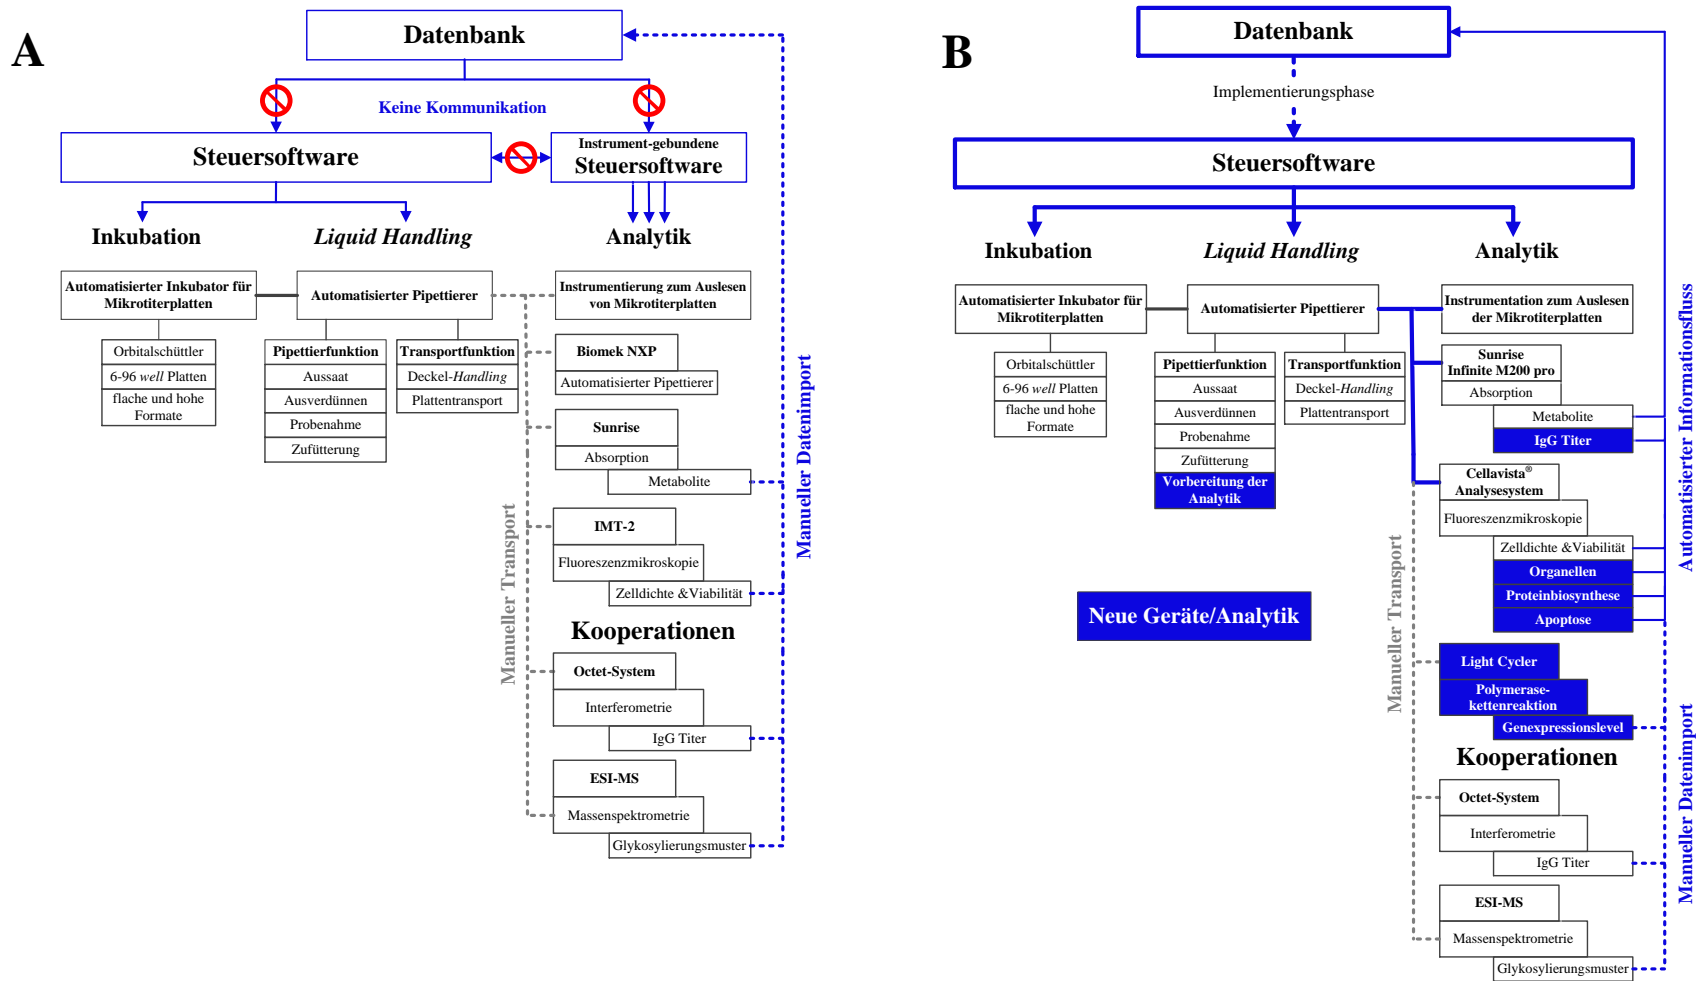 A
Datenbank
Keine Kommunikation
Steuersoftware
Instrument-gebundene
Steuersoftware
Inkubation
Liquid Handling
Analytik
Automatisierter Inkubator für
Mikrotiterplatten
Automatisierter Pipettierer
Instrumentierung zum Auslesen
von Mikrotiterplatten
Orbitalschüttler
6-96 well Platten
flache und hohe
Formate
Pipettierfunktion
Aussaat
Ausverdünnen
Probenahme
Zufütterung
Transportfunktion
Deckel-Handling
Plattentransport
Biomek NXP
Automatisierter Pipettierer
Sunrise
Absorption
Metabolite
IMT-2
Fluoreszenzmikroskopie
Zelldichte &Viabilität
Kooperationen
Octet-System
Interferometrie
IgG Titer
ESI-MS
Massenspektrometrie
Glykosylierungsmuster
Manueller Transport
Manueller Datenimport
B
Datenbank
Implementierungsphase
Steuersoftware
Inkubation
Liquid Handling
Analytik
Automatisierter Inkubator für
Mikrotiterplatten
Automatisierter Pipettierer
Instrumentation zum Auslesen
der Mikrotiterplatten
Orbitalschüttler
6-96 well Platten
flache und hohe
Formate
Pipettierfunktion
Aussaat
Ausverdünnen
Probenahme
Zufütterung
Vorbereitung der
Analytik
Transportfunktion
Deckel-Handling
Plattentransport
Sunrise
Infinite M200 pro
Absorption
Metabolite
IgG Titer
Cellavista®
Analysesystem
Fluoreszenzmikroskopie
Zelldichte &Viabilität
Organellen
Proteinbiosynthese
Apoptose
Neue Geräte/Analytik
Light Cycler
Polymerase-
kettenreaktion
Genexpressionslevel
Kooperationen
Octet-System
Interferometrie
IgG Titer
ESI-MS
Massenspektrometrie
Glykosylierungsmuster
Manueller Transport
Automatisierter Informationsfluss
Manueller Datenimport